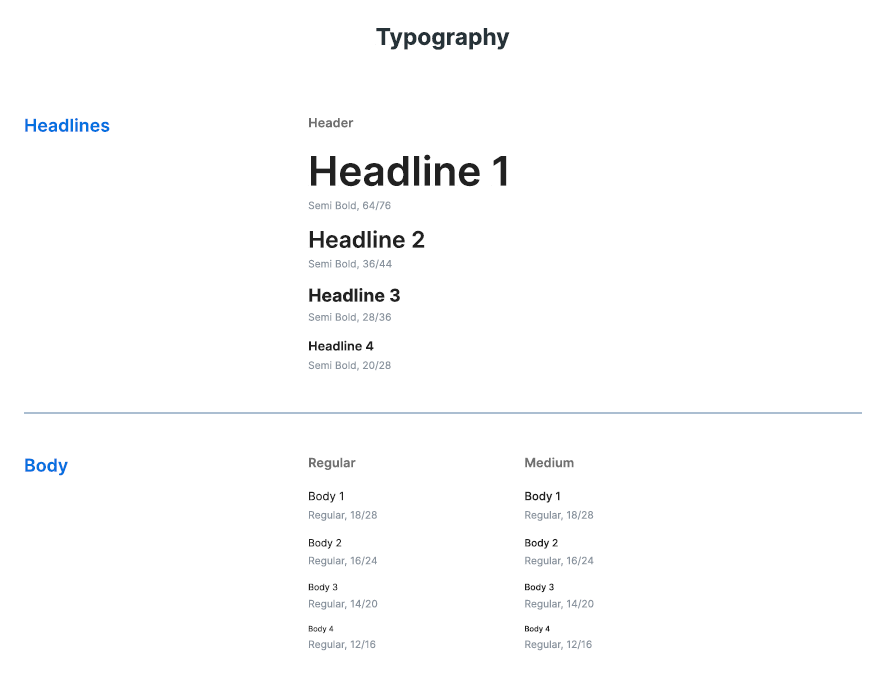 Typography
Headlines
Header
Headline 1
Semi Bold, 64/76
Headline 2
Semi Bold, 36/44
Headline 3
Semi Bold, 28/36
Headline 4
Semi Bold, 20/28
Body
Regular
Body 1
Regular, 18/28
Body 2
Regular, 16/24
Body 3
Regular, 14/20
Body 4
Regular, 12/16
Medium
Body 1
Regular, 18/28
Body 2
Regular, 16/24
Body 3
Regular, 14/20
Body 4
Regular, 12/16